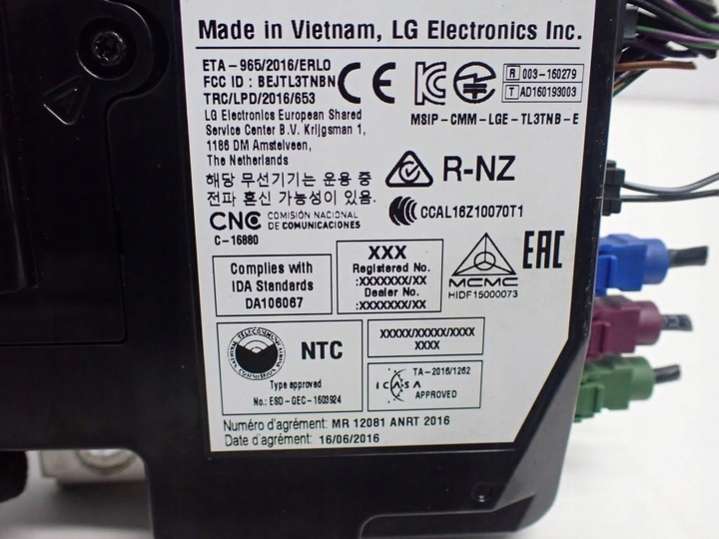 Made in Vietnam, LG Electronics Inc.
ETA - 965/2016/ERLO
FCC ID : BEJTL3TNBN
TRC/LPD/2016/653
LG Electronics European Shared
Service Center B.V. Krijgsman 1,
1186 DM Amstelveen,
The Netherlands
CE
R 003-160279
T AD160193003
MSIP-CMM-LGE-TL3TNB-E
해당 무선기기는 운용 중
전파 혼신 가능성이 있음.
R-NZ
CNC COMISIÓN NACIONAL
DE COMUNICACIONES
C-16880
CCAL16Z10070T1
Complies with
IDA Standards
DA106067
XXX
Registered No.
:XXXXXXX/XX
Dealer No.
:XXXXXXX/XX
MCMC
HIDF15000073
EAC
NTC
Type approved
No.: ESD-GEC-1603924
XXXXX/XXXXX/XXXX
XXXX
ICASA
TA-2016/1262
APPROVED
Numéro d'agrément: MR 12081 ANRT 2016
Date d'agrément: 16/06/2016